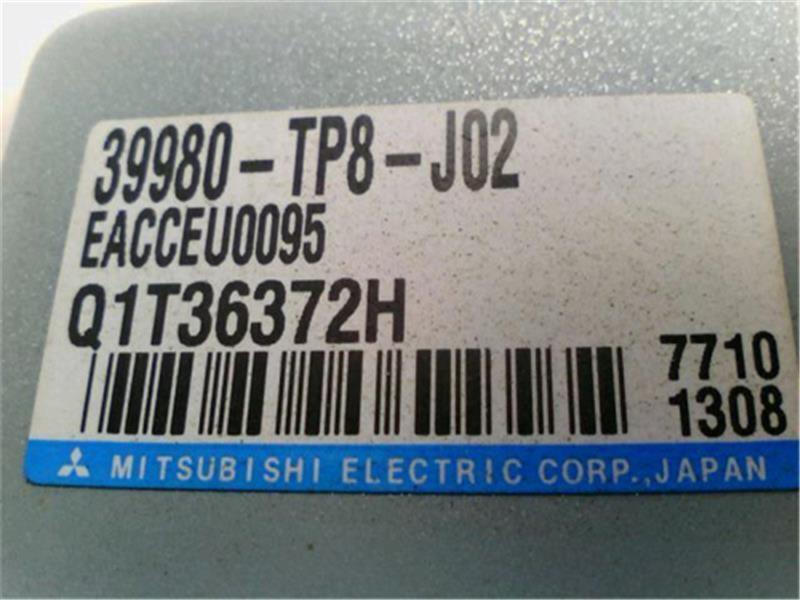 39980-TP8-J02
EACCEU0095
Q1T36372H
7710
1308
MITSUBISHI ELECTRIC CORP.,JAPAN